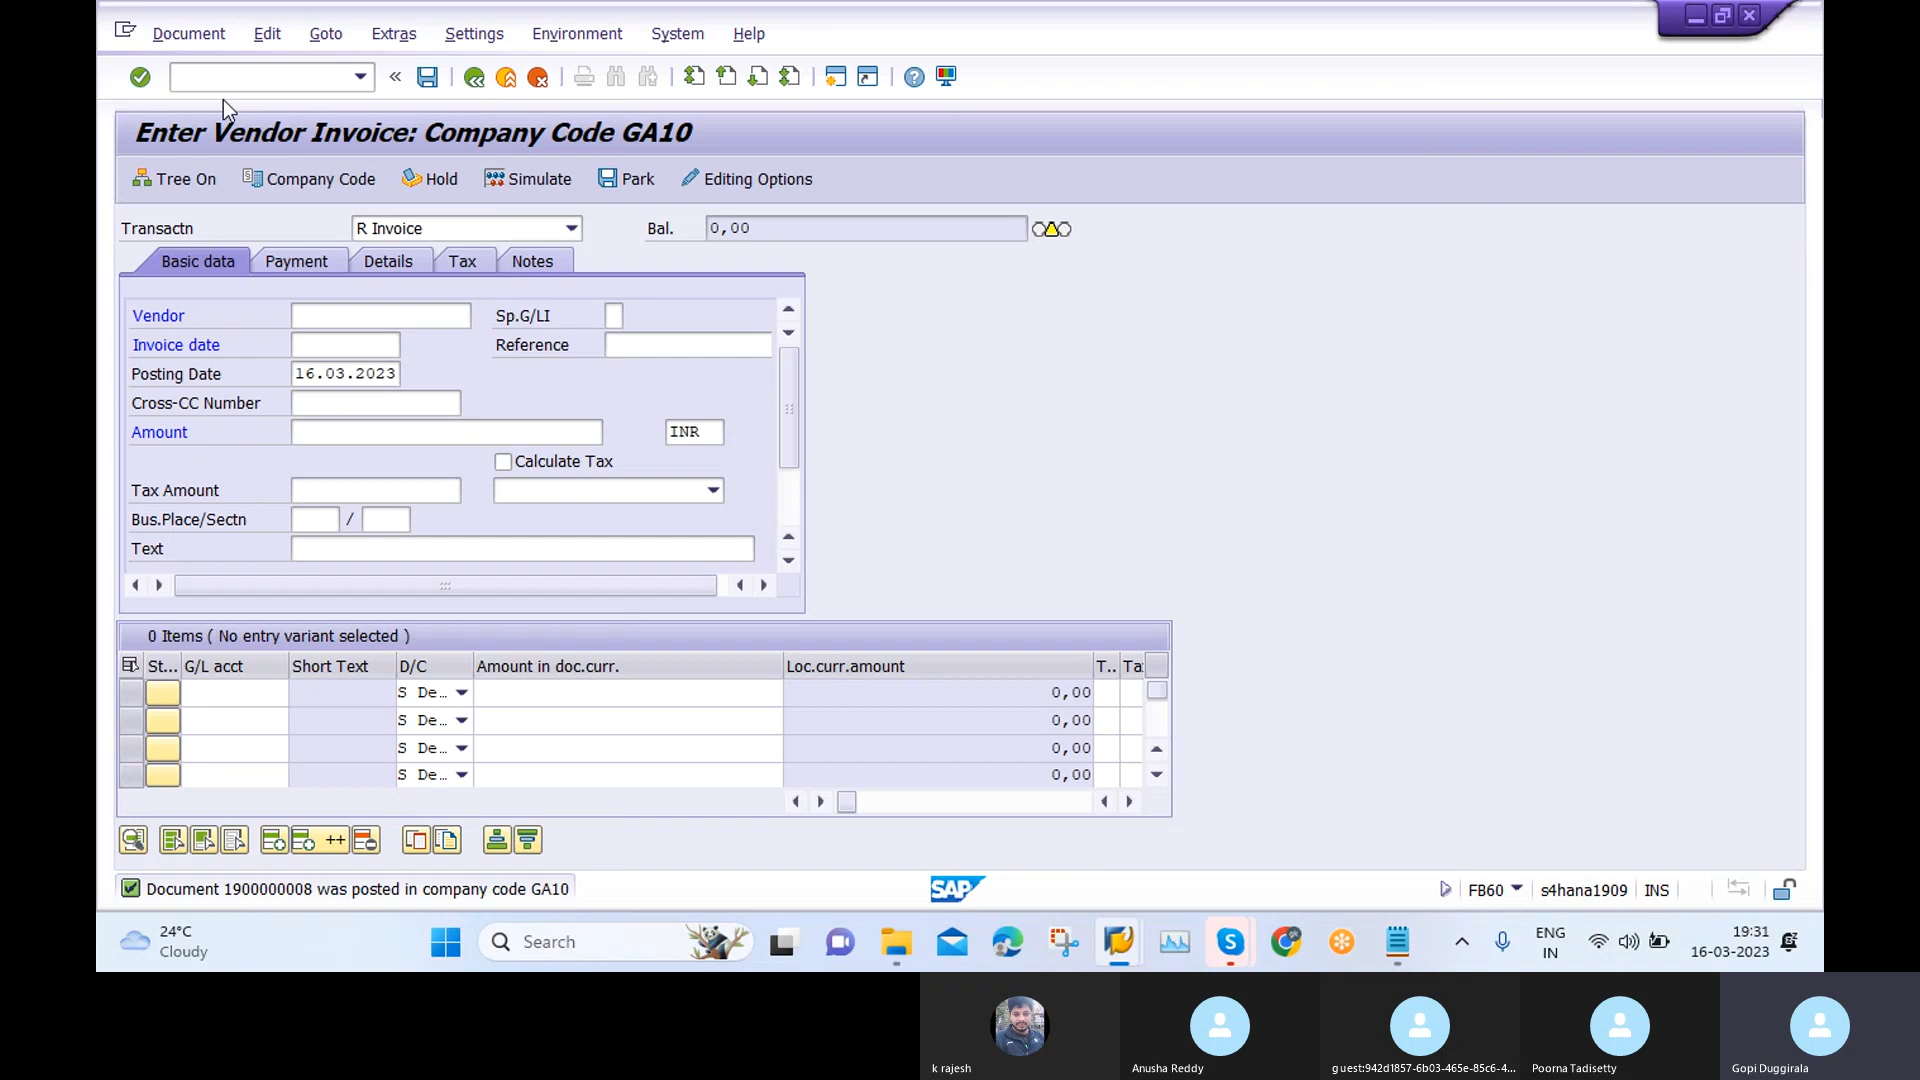 Document Edit Goto Extras Settings Environment System Help
Enter Vendor Invoice: Company Code GA10
Tree On Company Code Hold Simulate Park Editing Options
Transactn R Invoice Bal. 0,00
Basic data Payment Details Tax Notes
Vendor Sp.G/LI
Invoice date Reference
Posting Date 16.03.2023
Cross-CC Number
Amount INR
Calculate Tax
Tax Amount
Bus.Place/Sectn /
Text
0 Items ( No entry variant selected )
St... G/L acct Short Text D/C Amount in doc.curr. Loc.curr.amount T.. Ta
S De... 0,00
S De... 0,00
S De... 0,00
S De... 0,00
++
Document 1900000008 was posted in company code GA10 SAP FB60 s4hana1909 INS
24°C
Cloudy
Search
ENG
IN
19:31
16-03-2023
k rajesh Anusha Reddy guest:942d1857-6b03-465e-85c6-4... Poorna Tadisetty Gopi Duggirala